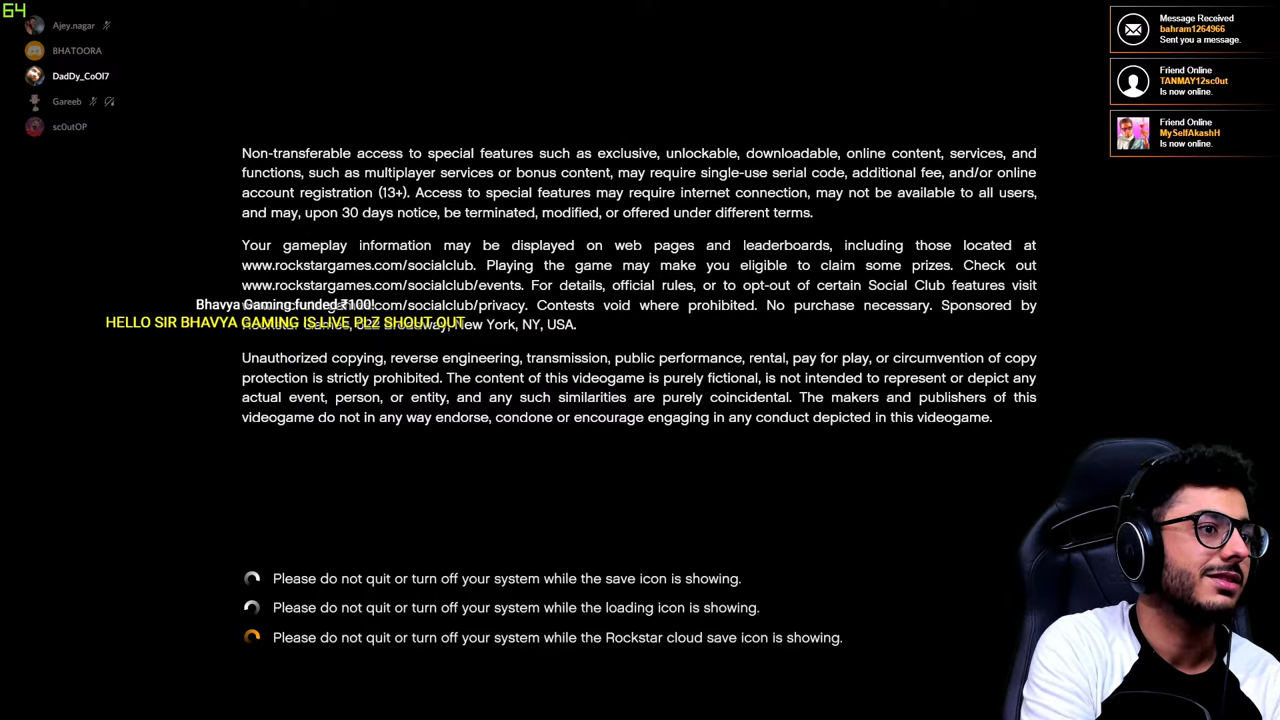 64
Ajey.nagar
BHATOORA
DadDy_CoOl7
Gareeb
sc0utOP
Message Received
bahram1264966
Sent you a message.
Friend Online
TANMAY12sc0ut
Is now online.
Friend Online
MySelfAkashH
Is now online.
Non-transferable access to special features such as exclusive, unlockable, downloadable, online content, services, and
functions, such as multiplayer services or bonus content, may require single-use serial code, additional fee, and/or online
account registration (13+). Access to special features may require internet connection, may not be available to all users,
and may, upon 30 days notice, be terminated, modified, or offered under different terms.
Your gameplay information may be displayed on web pages and leaderboards, including those located at
www.rockstargames.com/socialclub. Playing the game may make you eligible to claim some prizes. Check out
www.rockstargames.com/socialclub/events. For details, official rules, or to opt-out of certain Social Club features visit
Bhavya Gaming funded ₹100!
.com/socialclub/privacy. Contests void where prohibited. No purchase necessary. Sponsored by
HELLO SIR BHAVYA GAMING IS LIVE PLZ SHOUT OUT
New York, NY, USA.
Unauthorized copying, reverse engineering, transmission, public performance, rental, pay for play, or circumvention of copy
protection is strictly prohibited. The content of this videogame is purely fictional, is not intended to represent or depict any
actual event, person, or entity, and any such similarities are purely coincidental. The makers and publishers of this
videogame do not in any way endorse, condone or encourage engaging in any conduct depicted in this videogame.
Please do not quit or turn off your system while the save icon is showing.
Please do not quit or turn off your system while the loading icon is showing.
Please do not quit or turn off your system while the Rockstar cloud save icon is showing.